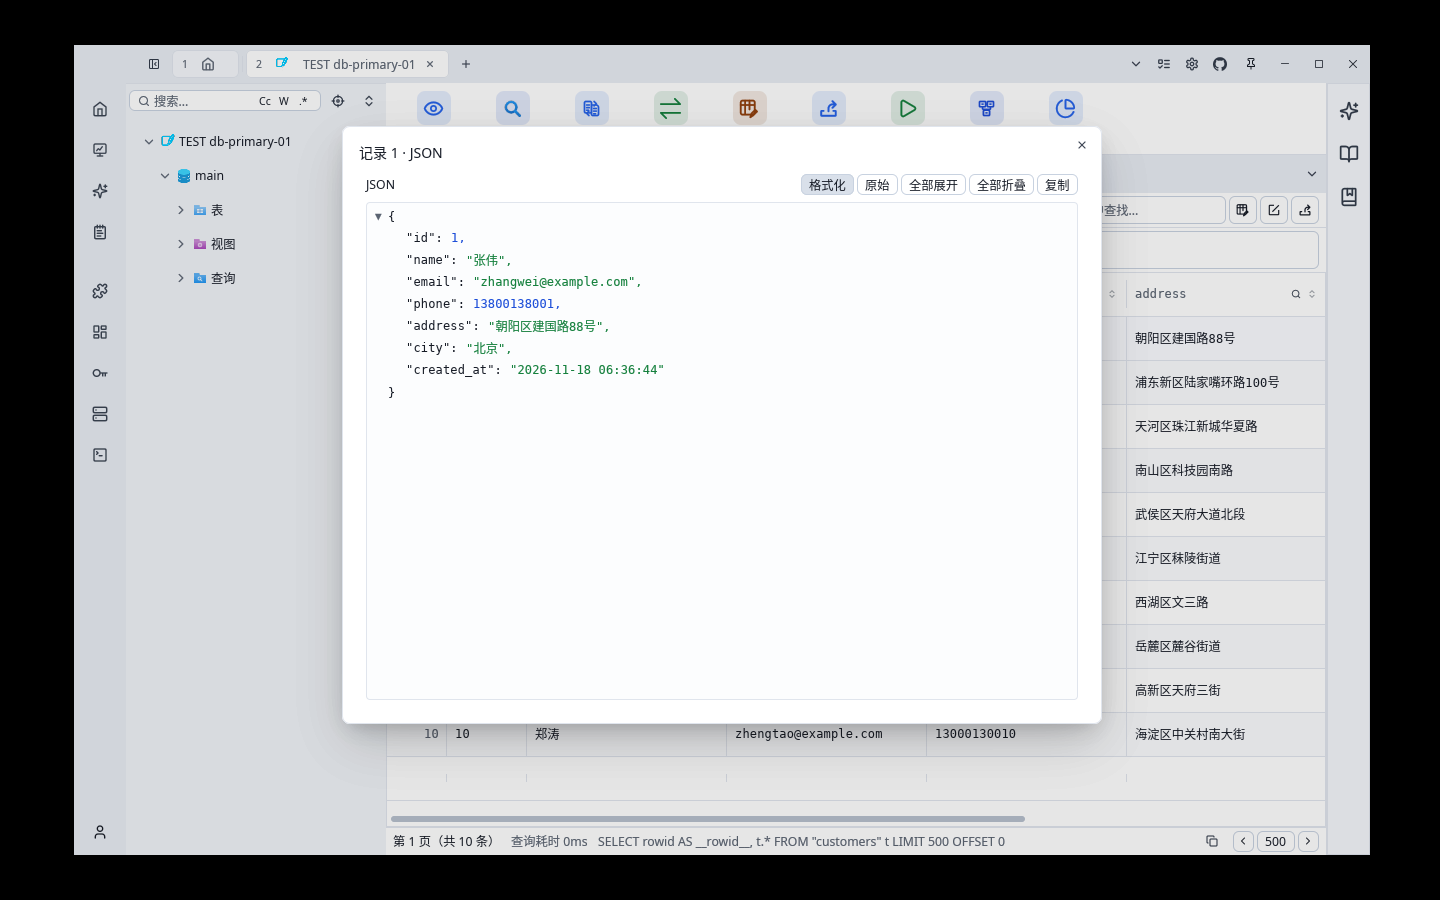 1
2 TEST db-primary-01
搜索... Cc W .*
TEST db-primary-01
main
表
视图
查询
记录 1 · JSON
JSON
格式化 原始 全部展开 全部折叠 复制
{
"id": 1,
"name": "张伟",
"email": "zhangwei@example.com",
"phone": 13800138001,
"address": "朝阳区建国路88号",
"city": "北京",
"created_at": "2026-11-18 06:36:44"
}
查找...
address
朝阳区建国路88号
浦东新区陆家嘴环路100号
天河区珠江新城华夏路
南山区科技园南路
武侯区天府大道北段
江宁区秣陵街道
西湖区文三路
岳麓区麓谷街道
高新区天府三街
10 10 郑涛 zhengtao@example.com 13000130010 海淀区中关村南大街
第 1 页（共 10 条） 查询耗时 0ms SELECT rowid AS __rowid__, t.* FROM "customers" t LIMIT 500 OFFSET 0 500